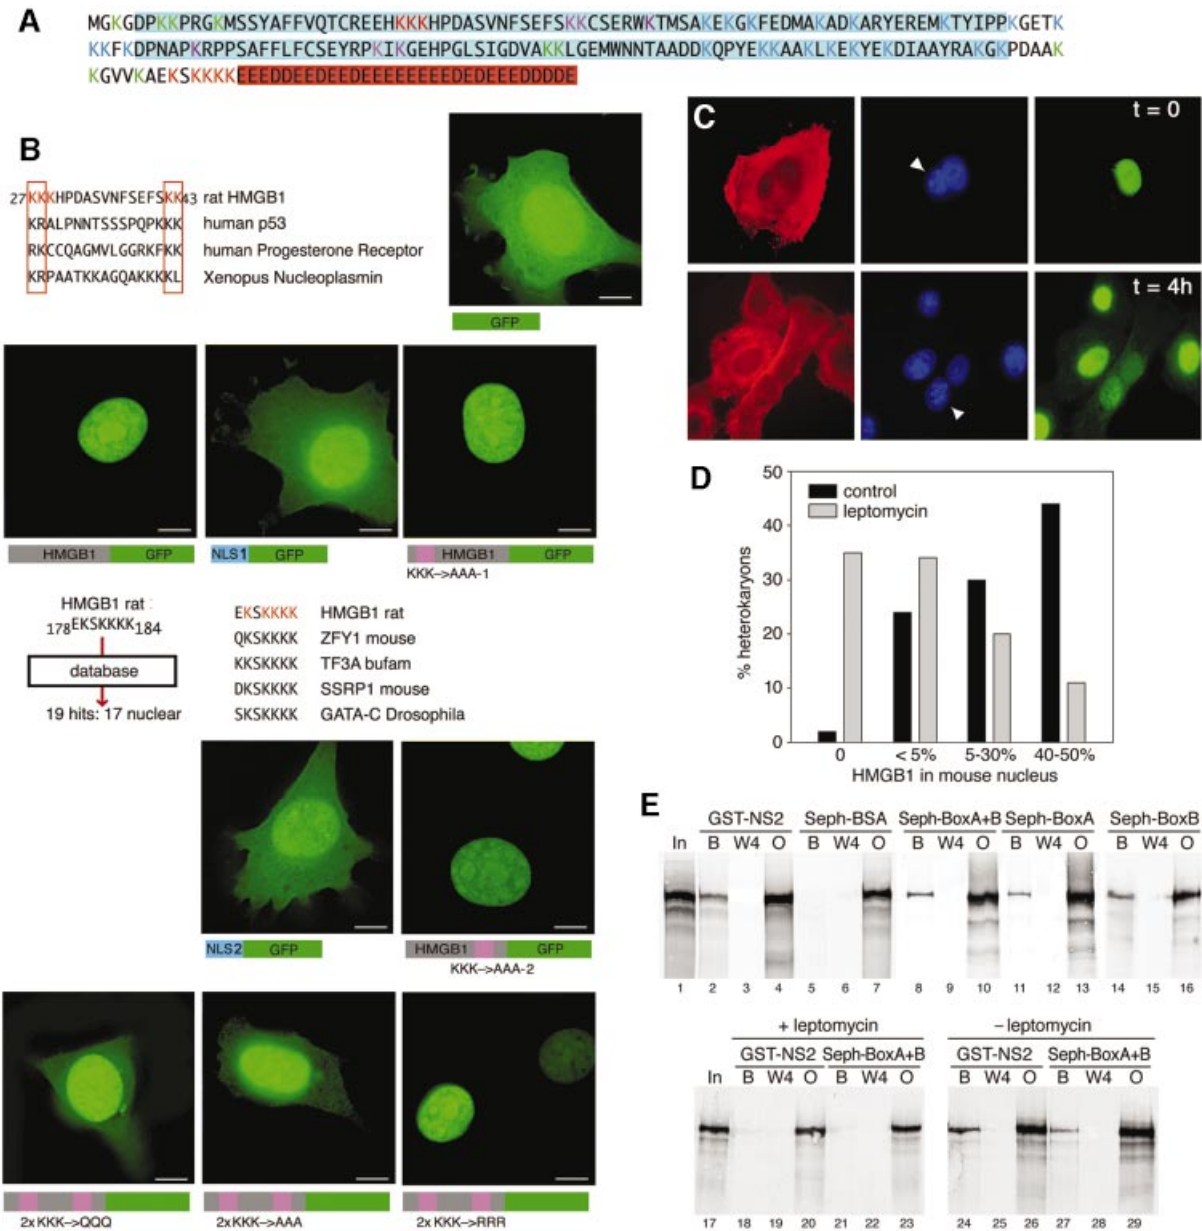 A
MGKGDPKKPRGKMSSYAFFVQTCREEHKKKHPDASVNFSEFSKKCSERWKTMSAKEKGKFEDMAKADKARYEREMKTYIPPKGETK
KKFKDPNAPKRPPSAFFLFCSEYRPKIKGEHPGLSIGDVAKKLGEMWNNTAADDKQPYEKKAAKLKEKYEKDIAAYRAKGKPDAAK
KGVVKAEKSKKKKEEEDDEEDEEDEEEEEEEEEDEDEEEDDDDE
B
27KKKHPDASVNFSEFSKK43 rat HMGB1
KRALPNNTSSSPQPKKK human p53
RKCCQAGMVLGGRKFKK human Progesterone Receptor
KRPAATKKAGQAKKKKL Xenopus Nucleoplasmin
GFP
HMGB1 GFP
NLS1 GFP
HMGB1 GFP
KKK->AAA-1
HMGB1 rat :
178EKSKKKK184
database
19 hits: 17 nuclear
EKSKKKK HMGB1 rat
QKSKKKK ZFY1 mouse
KKSKKKK TF3A bufam
DKSKKKK SSRP1 mouse
SKSKKKK GATA-C Drosophila
NLS2 GFP
HMGB1 GFP
KKK->AAA-2
2x KKK->QQQ
2x KKK->AAA
2x KKK->RRR
C
t = 0
t = 4h
D
50
40
30
20
10
0
% heterokaryons
control
leptomycin
0 < 5% 5-30% 40-50%
HMGB1 in mouse nucleus
E
GST-NS2 Seph-BSA Seph-BoxA+B Seph-BoxA Seph-BoxB
In B W4 O B W4 O B W4 O B W4 O B W4 O
1 2 3 4 5 6 7 8 9 10 11 12 13 14 15 16
+ leptomycin – leptomycin
GST-NS2 Seph-BoxA+B GST-NS2 Seph-BoxA+B
In B W4 O B W4 O B W4 O B W4 O
17 18 19 20 21 22 23 24 25 26 27 28 29